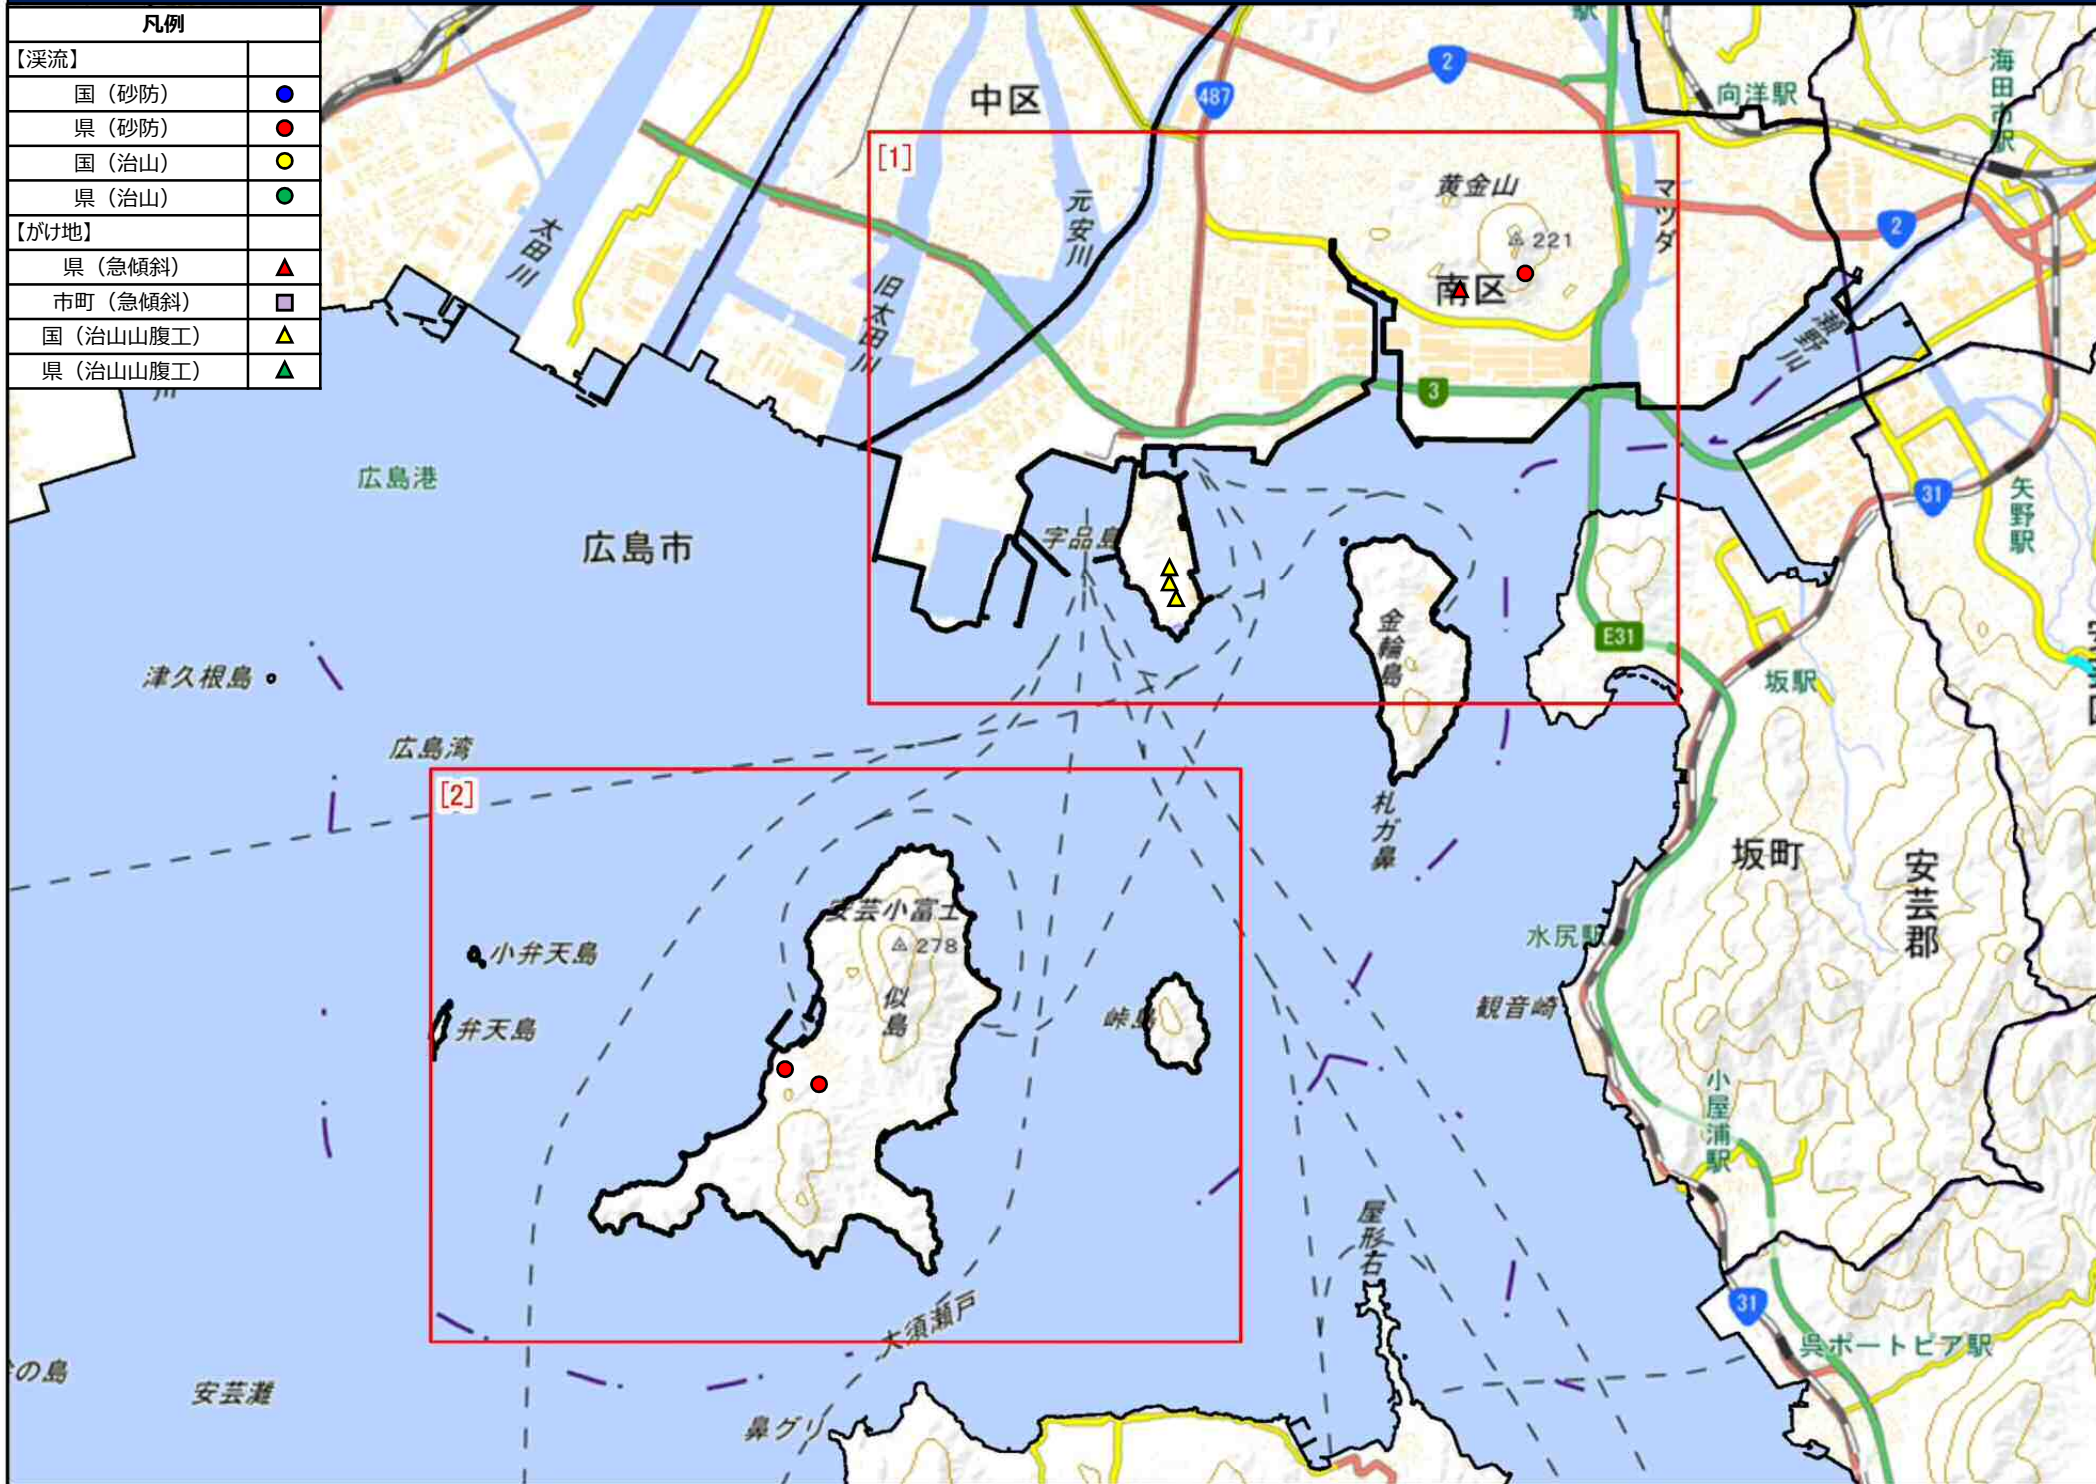 凡例
【渓流】
国（砂防）
県（砂防）
国（治山）
県（治山）
【がけ地】
県（急傾斜）
市町（急傾斜）
国（治山山腹工）
県（治山山腹工）
駅
2
海田市駅
中区
487
向洋駅
[1]
黄金山
マツダ
元安川
太田川
221
2
旧太田川
南区
瀬野川
川
3
広島港
31
矢野駅
広島市
宇品島
金輪島
E31
津久根島
坂駅
広島湾
[2]
札ガ鼻
坂町
安芸郡
安芸小富士
278
水尻駅
小弁天島
似島
観音崎
峠島
弁天島
小屋浦駅
屋形石
大須瀬戸
31
呉ポートピア駅
の島
安芸灘
鼻グリ